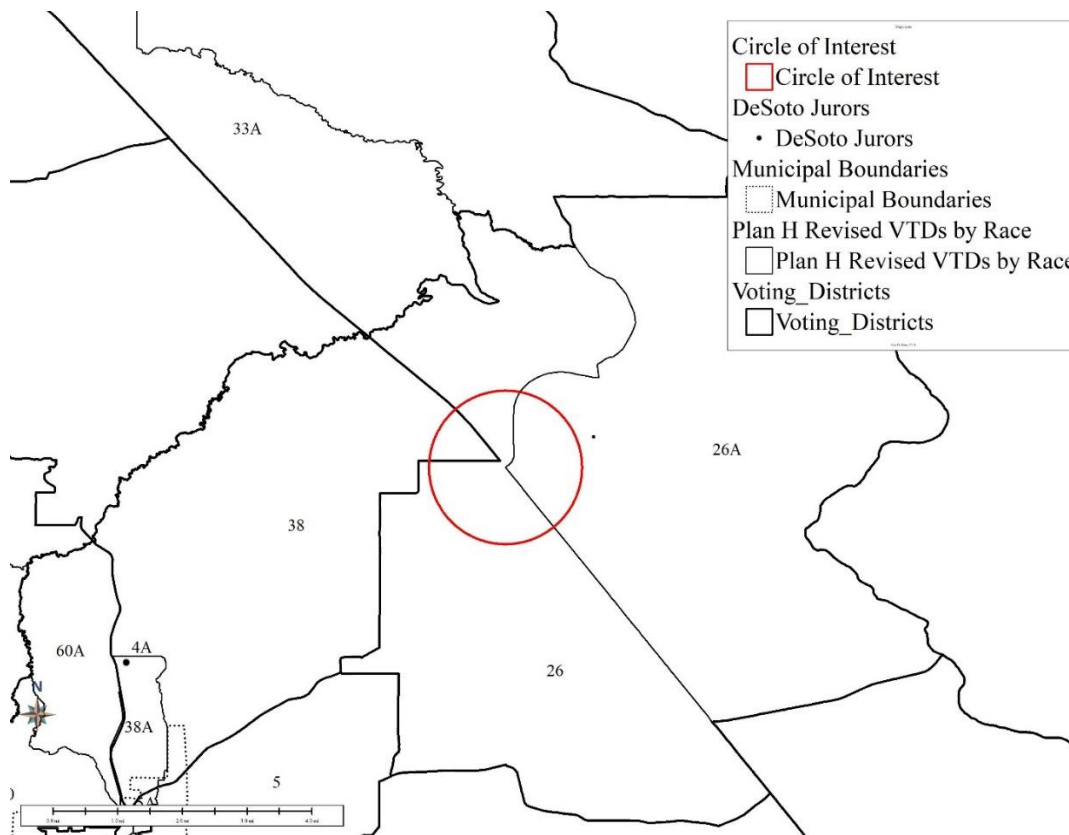 33A
Circle of Interest
Circle of Interest
DeSoto Jurors
DeSoto Jurors
Municipal Boundaries
Municipal Boundaries
Plan H Revised VTDs by Race
Plan H Revised VTDs by Race
Voting_Districts
Voting_Districts
26A
38
4A
60A
26
N
38A
5